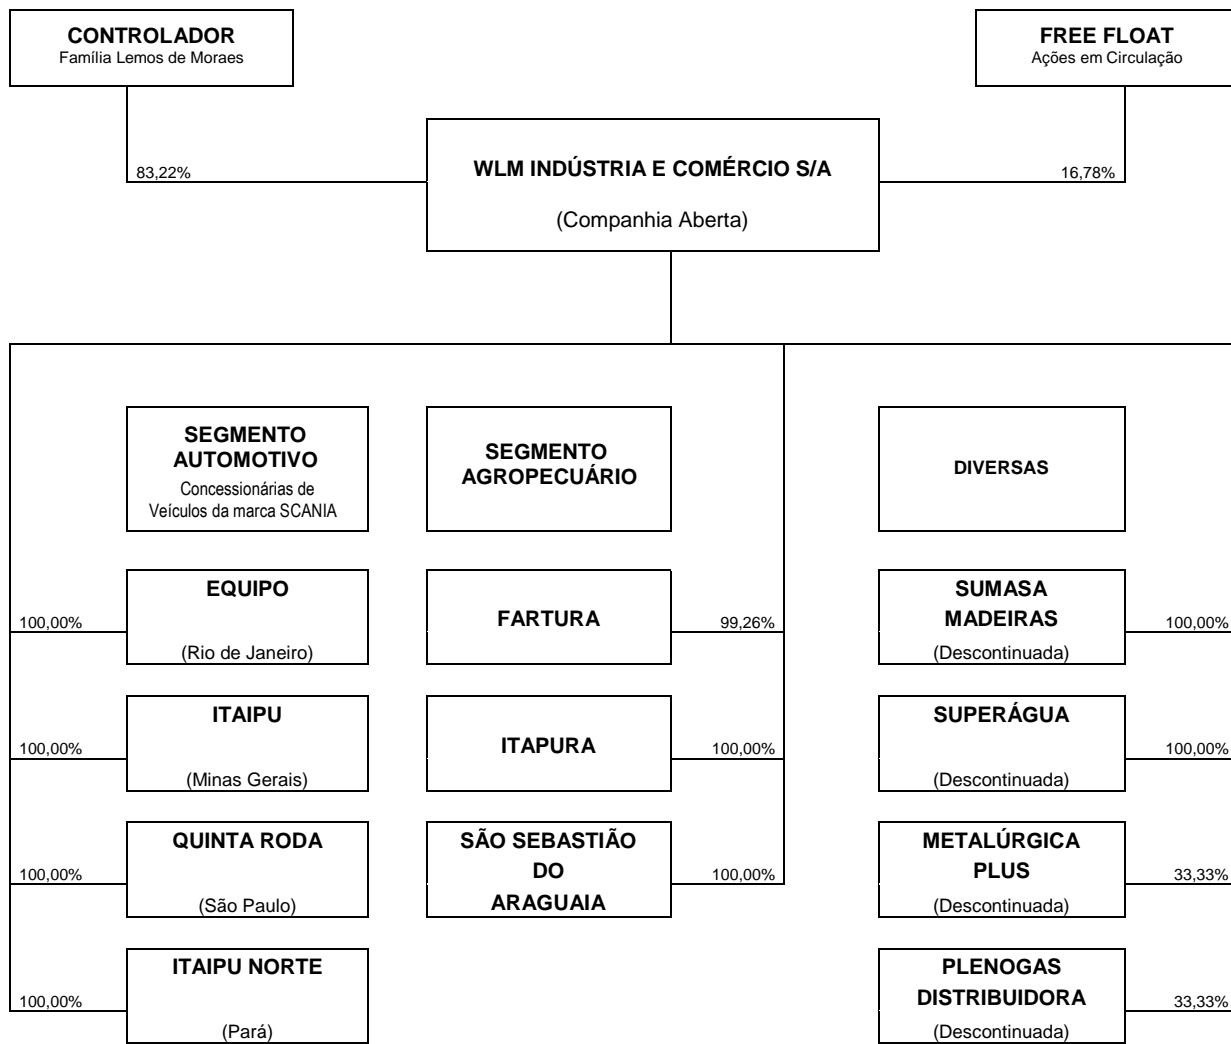 CONTROLADOR
Família Lemos de Moraes
FREE FLOAT
Ações em Circulação
83,22%
WLM INDÚSTRIA E COMÉRCIO S/A
(Companhia Aberta)
16,78%
SEGMENTO
AUTOMOTIVO
Concessionárias de
Veículos da marca SCANIA
SEGMENTO
AGROPECUÁRIO
DIVERSAS
100,00%
EQUIPO
(Rio de Janeiro)
FARTURA
99,26%
SUMASA
MADEIRAS
(Descontinuada)
100,00%
100,00%
ITAIPU
(Minas Gerais)
ITAPURA
100,00%
SUPERÁGUA
(Descontinuada)
100,00%
100,00%
QUINTA RODA
(São Paulo)
SÃO SEBASTIÃO
DO
ARAGUAIA
100,00%
METALÚRGICA
PLUS
(Descontinuada)
33,33%
100,00%
ITAIPU NORTE
(Pará)
PLENOGAS
DISTRIBUIDORA
(Descontinuada)
33,33%